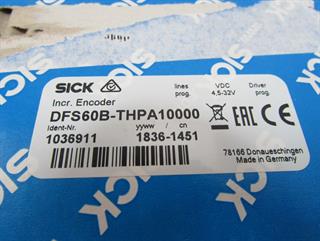 SICK
lines
prog.
VDC
4,5-32V
Driver
prog.
Incr. Encoder
DFS60B-THPA10000
Ident-Nr.
yyww / cn
1036911
1836-1451
EAC CE
78166 Donaueschingen
Made in Germany
SICK